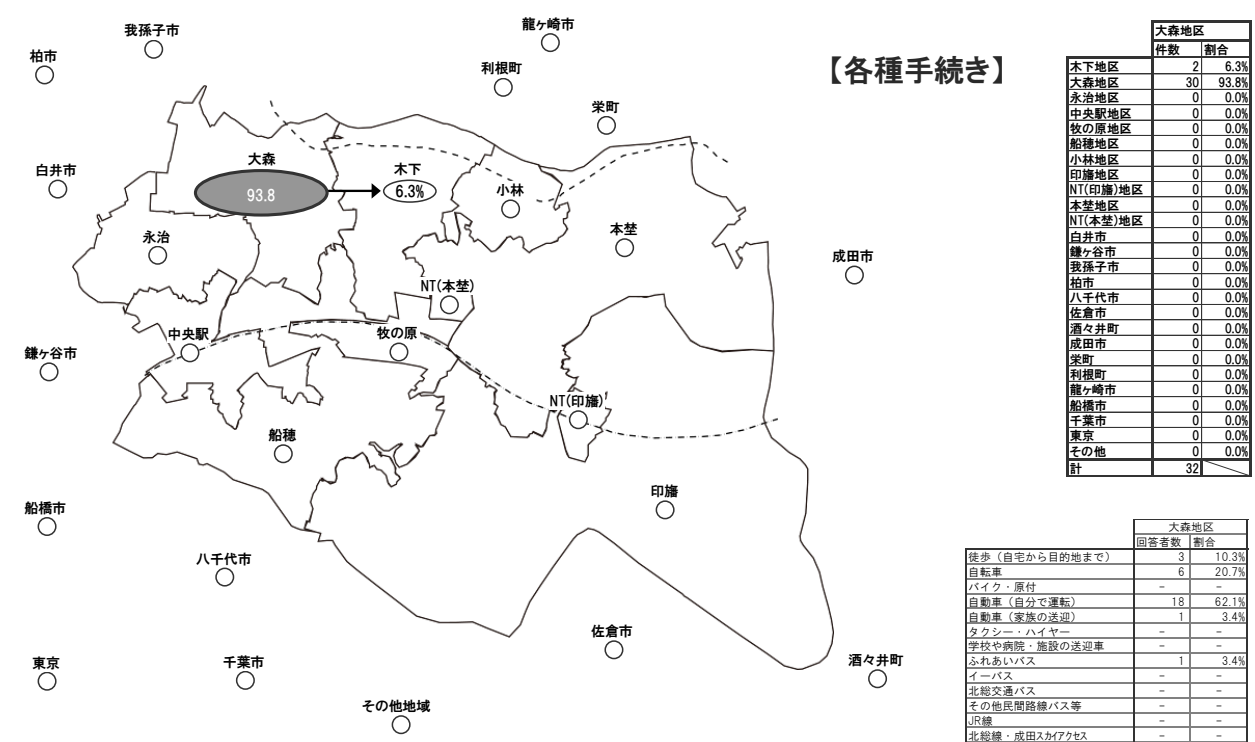 龍ヶ崎市
我孫子市
柏市
利根町
【各種手続き】
栄町
大森
木下
白井市
93.8
6.3%
小林
永治
本埜
成田市
NT(本埜)
中央駅
牧の原
鎌ヶ谷市
NT(印旛)
船穂
印旛
船橋市
八千代市
佐倉市
東京
千葉市
酒々井町
その他地域
大森地区
件数 割合
木下地区 2 6.3%
大森地区 30 93.8%
永治地区 0 0.0%
中央駅地区 0 0.0%
牧の原地区 0 0.0%
船穂地区 0 0.0%
小林地区 0 0.0%
印旛地区 0 0.0%
NT(印旛)地区 0 0.0%
本埜地区 0 0.0%
NT(本埜)地区 0 0.0%
白井市 0 0.0%
鎌ヶ谷市 0 0.0%
我孫子市 0 0.0%
柏市 0 0.0%
八千代市 0 0.0%
佐倉市 0 0.0%
酒々井町 0 0.0%
成田市 0 0.0%
栄町 0 0.0%
利根町 0 0.0%
龍ヶ崎市 0 0.0%
船橋市 0 0.0%
千葉市 0 0.0%
東京 0 0.0%
その他 0 0.0%
計 32
大森地区
回答者数 割合
徒歩（自宅から目的地まで） 3 10.3%
自転車 6 20.7%
バイク・原付 - -
自動車（自分で運転） 18 62.1%
自動車（家族の送迎） 1 3.4%
タクシー・ハイヤー - -
学校や病院・施設の送迎車 - -
ふれあいバス 1 3.4%
イーバス - -
北総交通バス - -
その他民間路線バス等 - -
JR線 - -
北総線・成田スカイアクセス - -